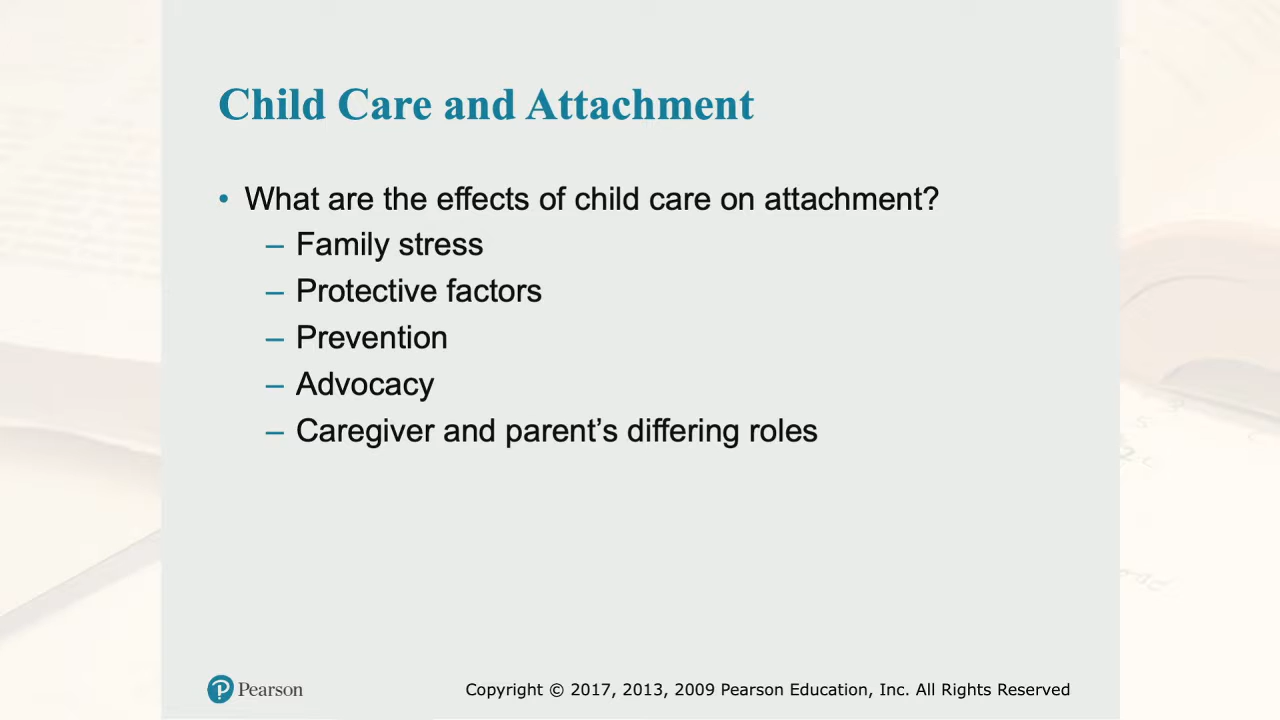 Child Care and Attachment
• What are the effects of child care on attachment?
– Family stress
– Protective factors
– Prevention
– Advocacy
– Caregiver and parent’s differing roles
Pearson
Copyright © 2017, 2013, 2009 Pearson Education, Inc. All Rights Reserved